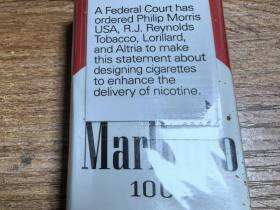 A Federal Court has
ordered Philip Morris
USA, R.J. Reynolds
Tobacco, Lorillard,
and Altria to make
this statement about
designing cigarettes
to enhance the
delivery of nicotine.
Marlboro
100